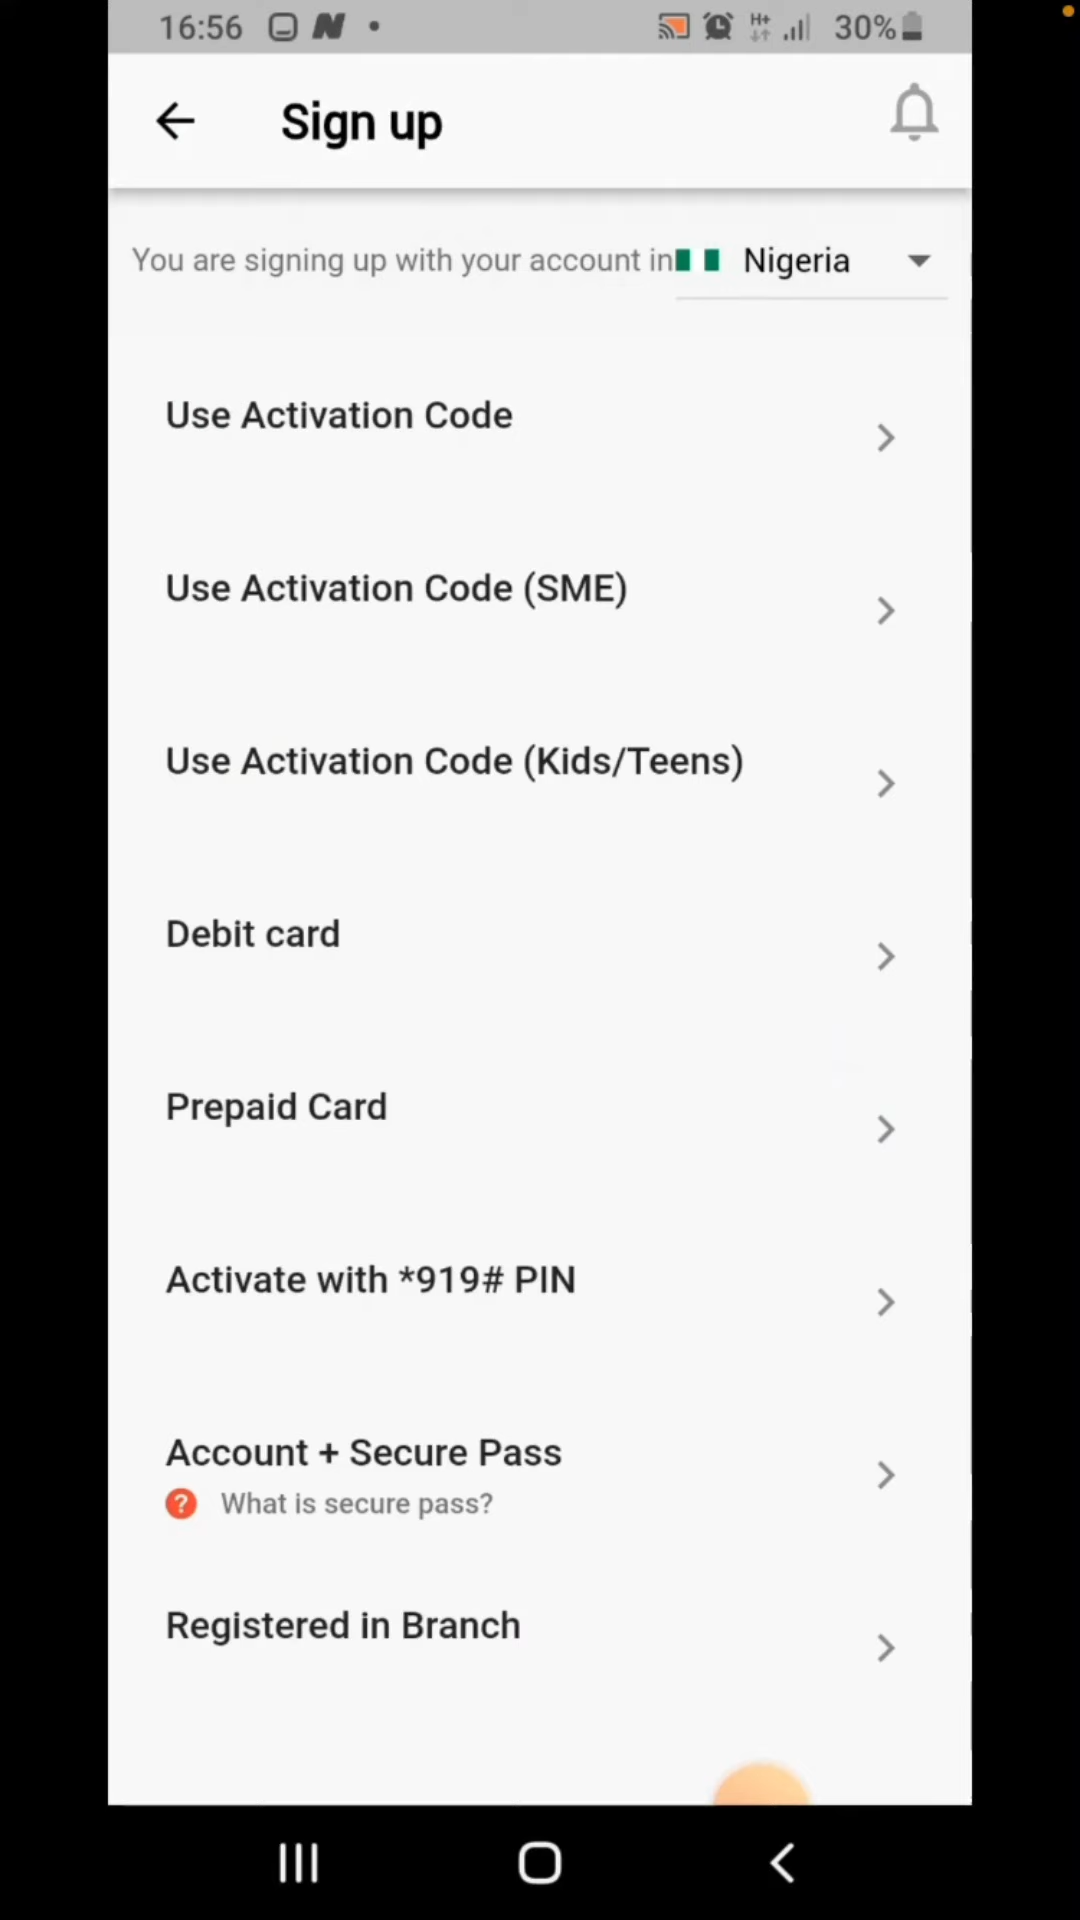 16:56 N H+ 30%
Sign up
You are signing up with your account in Nigeria
Use Activation Code
Use Activation Code (SME)
Use Activation Code (Kids/Teens)
Debit card
Prepaid Card
Activate with *919# PIN
Account + Secure Pass
? What is secure pass?
Registered in Branch